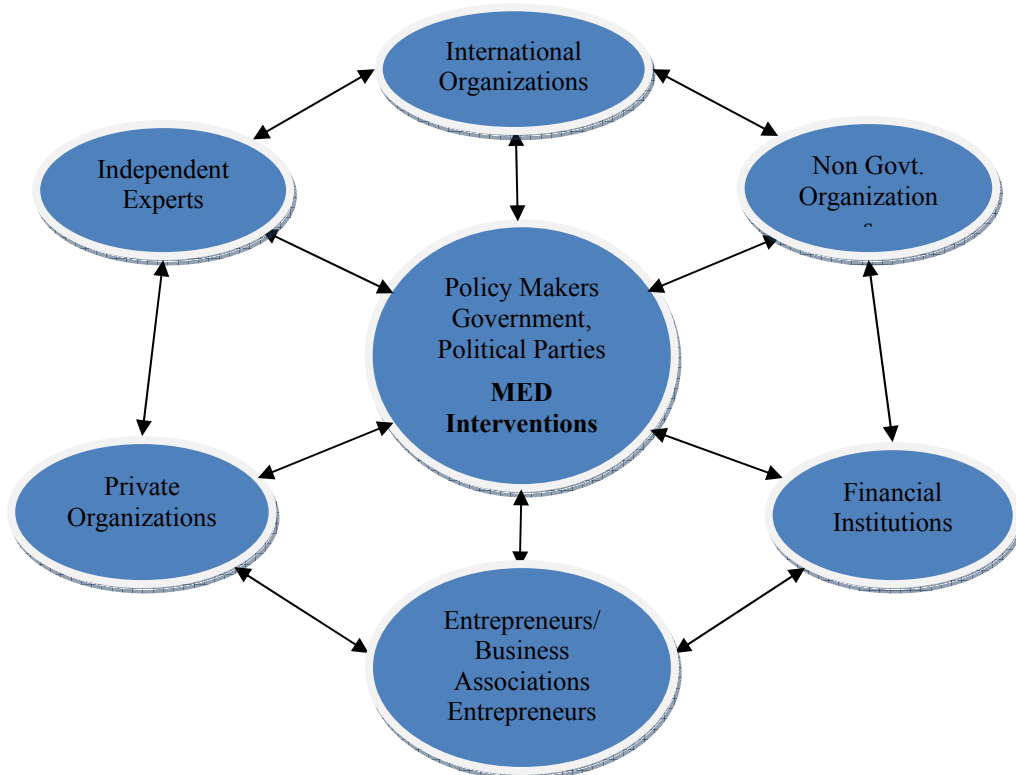 International
Organizations
Independent
Experts
Non Govt.
Organization
s
Policy Makers
Government,
Political Parties
MED
Interventions
Private
Organizations
Financial
Institutions
Entrepreneurs/
Business
Associations
Entrepreneurs